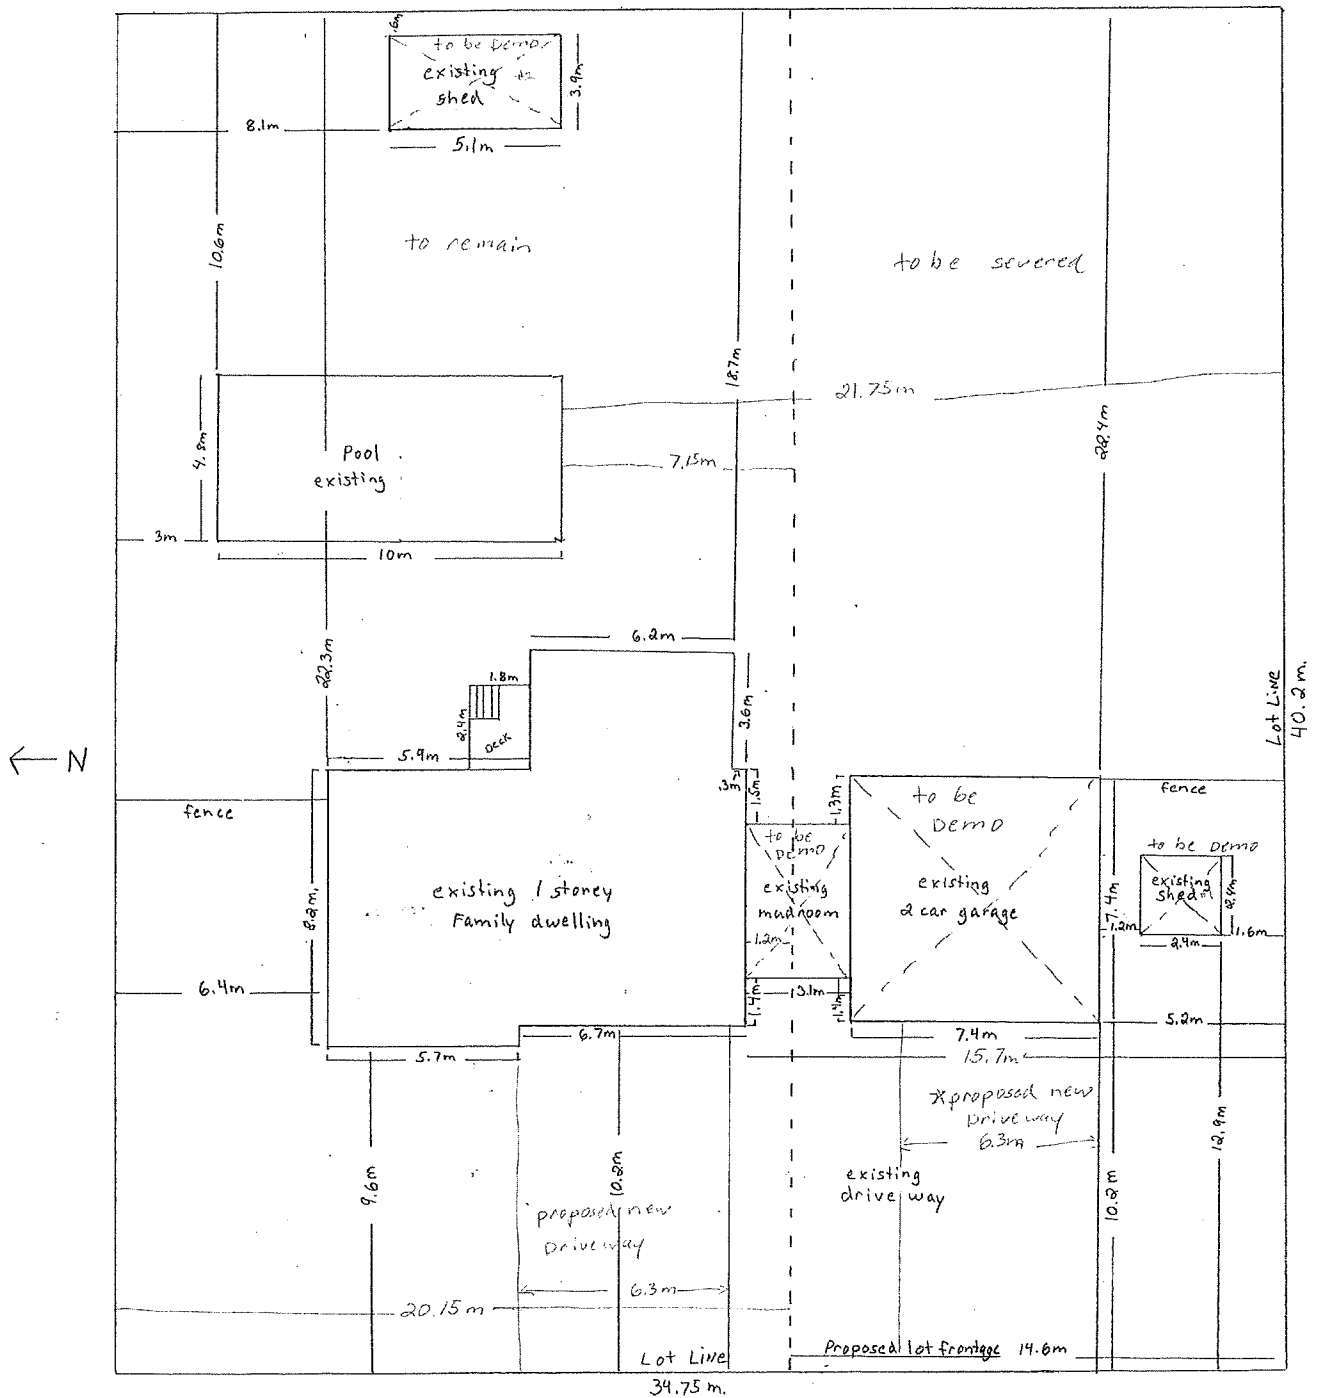 .6m
to be Demo
existing #2
shed
3.9m
8.1m
5.1m
10.6m
to remain
to be severed
18.7m
21.75m
22.4m
4.8m
Pool
existing
7.15m
3m
10m
6.2m
22.3m
1.8m
2.4m
Deck
3.6m
Lot Line
40.2 m.
← N
5.9m
.3m
1.5m
1.3m
fence
fence
to be
Demo
to be
Demo
to be Demo
existing 1 storey
Family dwelling
existing
mudroom
existing
2 car garage
existing
shed
8.2m.
7.4m
2.4m
1.2m
1.2m
2.4m
1.6m
6.4m
1.4m
3.1m
1.4m
5.2m
6.7m
7.4m
5.7m
15.7m
*proposed new
Driveway
6.3m
12.9m
9.6m
10.2m
existing
drive way
10.2m
proposed new
Driveway
6.3m
20.15m
Lot Line
Proposed lot frontage 14.6m
34.75 m.